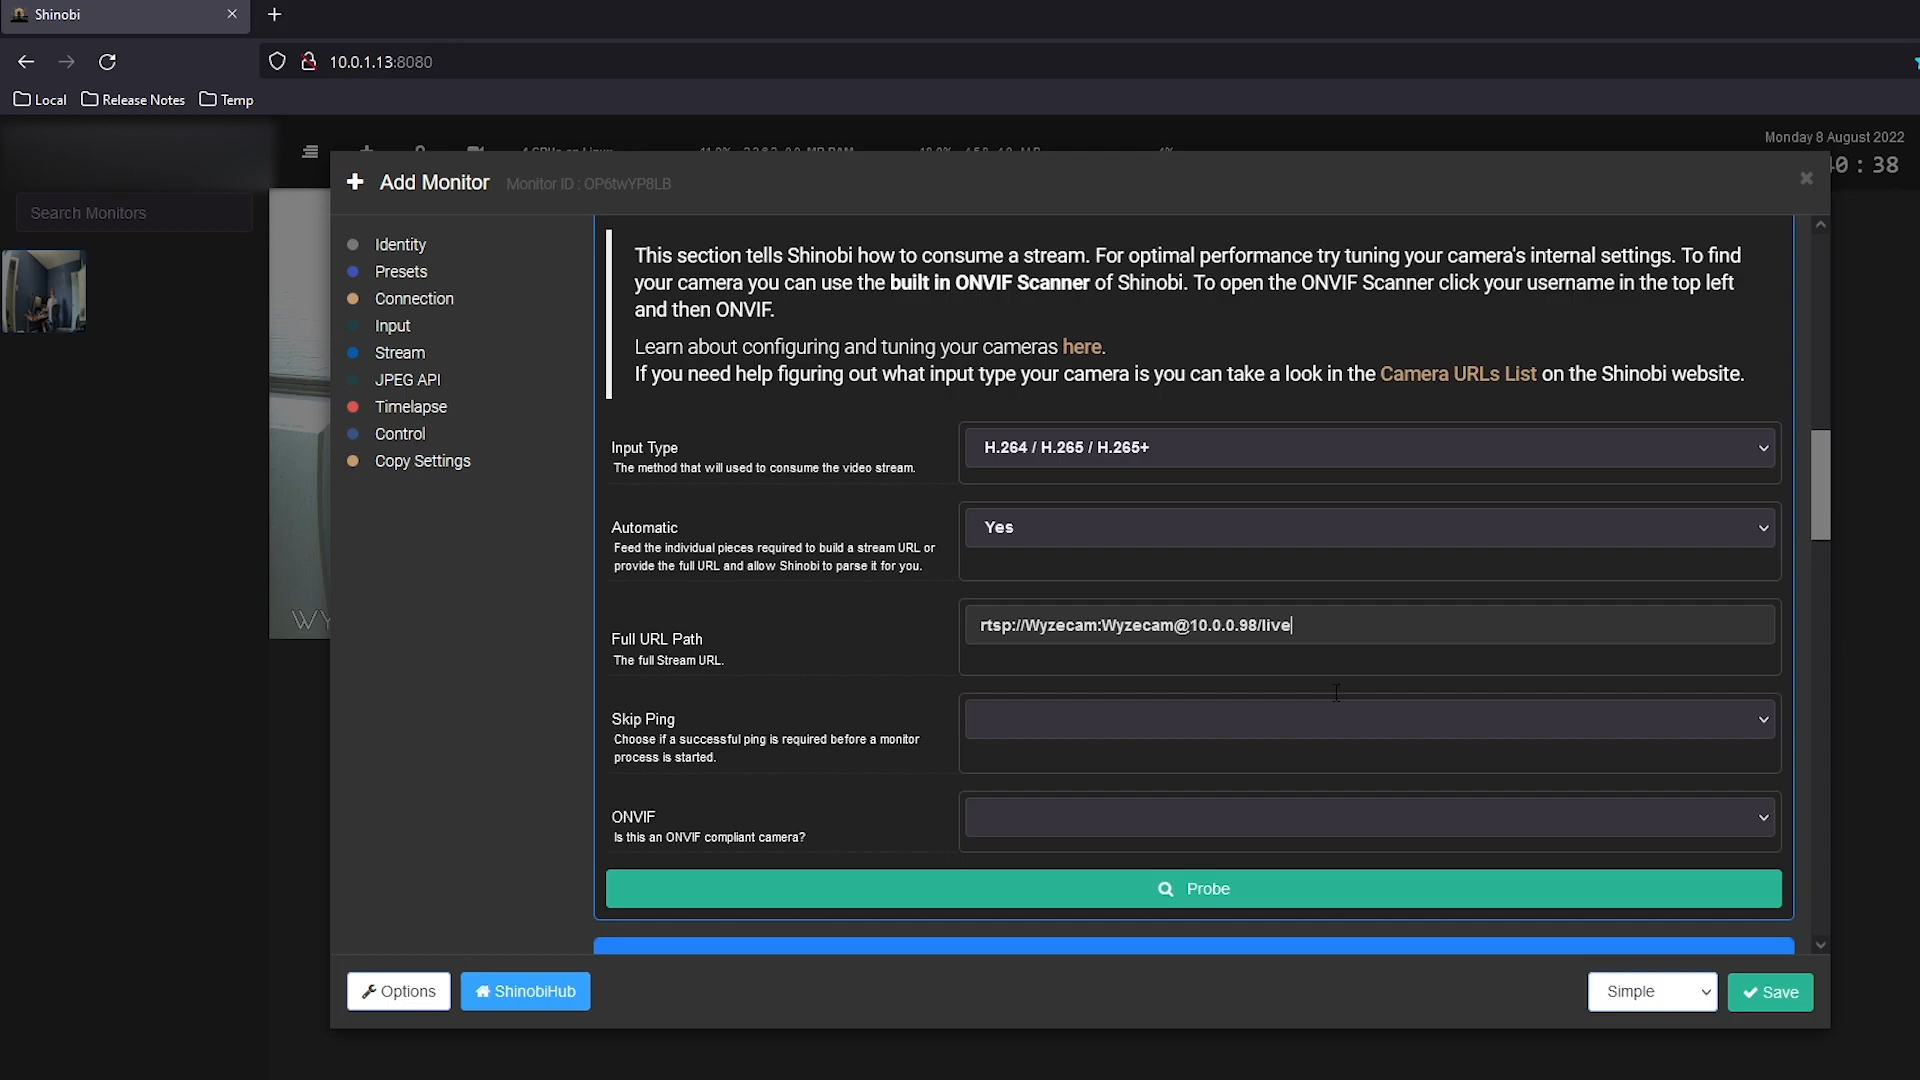 Shinobi
10.0.1.13:8080
Local
Release Notes
Temp
Monday 8 August 2022
: 38
Add Monitor
Monitor ID : OP6twYP8LB
Search Monitors
Identity
Presets
Connection
Input
Stream
JPEG API
Timelapse
Control
Copy Settings
This section tells Shinobi how to consume a stream. For optimal performance try tuning your camera's internal settings. To find
your camera you can use the built in ONVIF Scanner of Shinobi. To open the ONVIF Scanner click your username in the top left
and then ONVIF.
Learn about configuring and tuning your cameras here.
If you need help figuring out what input type your camera is you can take a look in the Camera URLs List on the Shinobi website.
Input Type
The method that will used to consume the video stream.
H.264 / H.265 / H.265+
Automatic
Feed the individual pieces required to build a stream URL or
provide the full URL and allow Shinobi to parse it for you.
Yes
Full URL Path
The full Stream URL.
rtsp://Wyzecam:Wyzecam@10.0.0.98/live
Skip Ping
Choose if a successful ping is required before a monitor
process is started.
ONVIF
Is this an ONVIF compliant camera?
Probe
WY
Options
ShinobiHub
Simple
Save